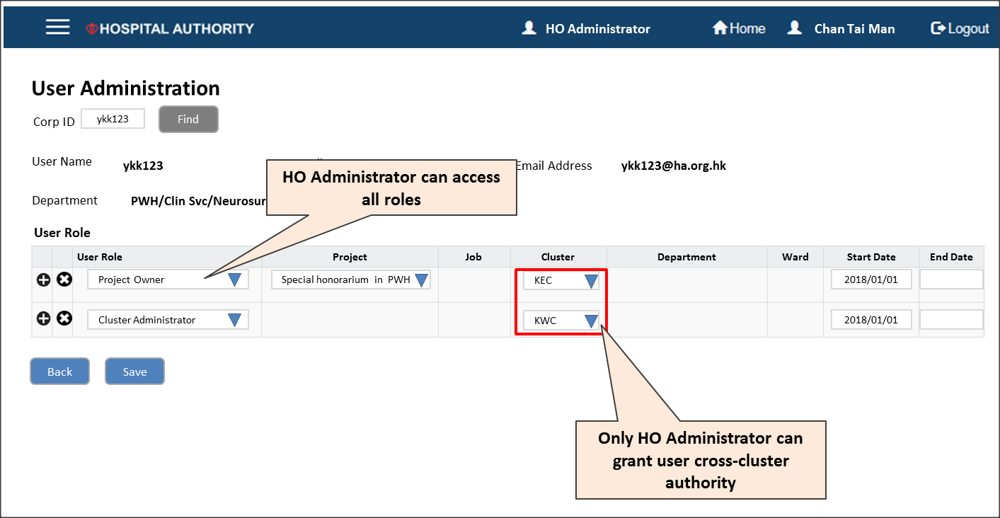 HOSPITAL AUTHORITY
HO Administrator
Home
Chan Tai Man
Logout
User Administration
Corp ID
ykk123
Find
User Name
ykk123
Email Address
ykk123@ha.org.hk
HO Administrator can access
all roles
Department
PWH/Clin Svc/Neurosur
User Role
User Role Project Job Cluster Department Ward Start Date End Date
Project Owner Special honorarium in PWH KEC 2018/01/01
Cluster Administrator KWC 2018/01/01
Back
Save
Only HO Administrator can
grant user cross-cluster
authority